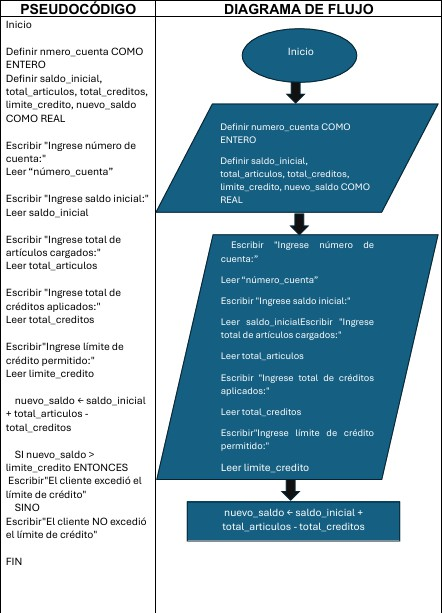 PSEUDOCÓDIGO
Inicio
Definir nmero_cuenta COMO
ENTERO
Definir saldo_inicial,
total_articulos, total_creditos,
limite_credito, nuevo_saldo
COMO REAL
Escribir "Ingrese número de
cuenta:"
Leer “número_cuenta”
Escribir "Ingrese saldo inicial:"
Leer saldo_inicial
Escribir "Ingrese total de
artículos cargados:"
Leer total_articulos
Escribir "Ingrese total de
créditos aplicados:"
Leer total_creditos
Escribir"Ingrese límite de
crédito permitido:"
Leer limite_credito
nuevo_saldo ← saldo_inicial
+ total_articulos -
total_creditos
SI nuevo_saldo >
limite_credito ENTONCES
Escribir"El cliente excedió el
límite de crédito"
SINO
Escribir"El cliente NO excedió
el límite de crédito"
FIN
DIAGRAMA DE FLUJO
Inicio
Definir numero_cuenta COMO
ENTERO
Definir saldo_inicial,
total_articulos, total_creditos,
limite_credito, nuevo_saldo COMO
REAL
Escribir "Ingrese número de
cuenta:"
Leer “número_cuenta”
Escribir "Ingrese saldo inicial:"
Leer saldo_inicialEscribir "Ingrese
total de artículos cargados:"
Leer total_articulos
Escribir "Ingrese total de créditos
aplicados:"
Leer total_creditos
Escribir"Ingrese límite de crédito
permitido:"
Leer limite_credito
nuevo_saldo ← saldo_inicial +
total_articulos - total_creditos